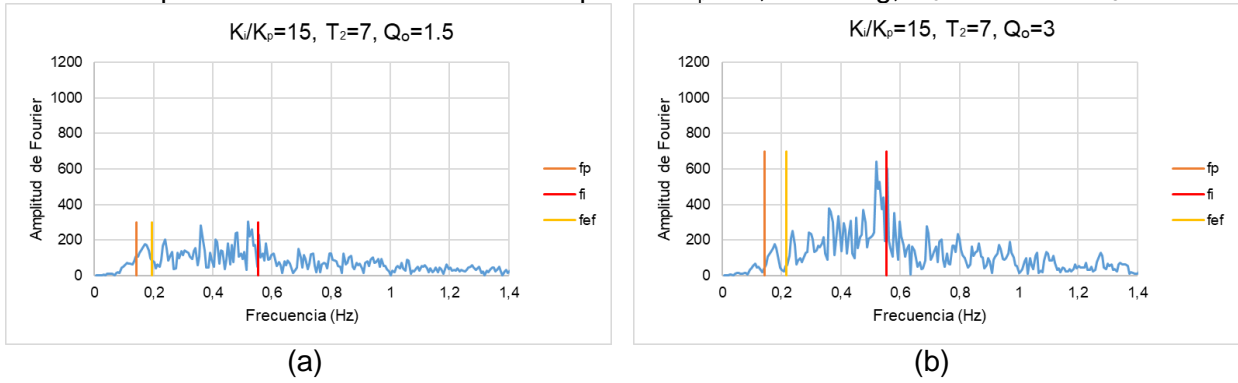 Kᵢ/Kₚ=15, T₂=7, Qₒ=1.5
1200
1000
800
600
400
200
0
Amplitud de Fourier
0
0,2
0,4
0,6
0,8
1
1,2
1,4
Frecuencia (Hz)
fp
fi
fef
(a)
Kᵢ/Kₚ=15, T₂=7, Qₒ=3
1200
1000
800
600
400
200
0
Amplitud de Fourier
0
0,2
0,4
0,6
0,8
1
1,2
1,4
Frecuencia (Hz)
fp
fi
fef
(b)